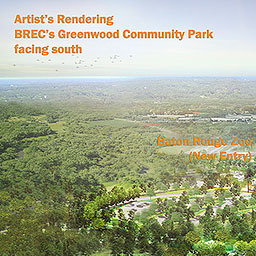 Artist's Rendering
BREC's Greenwood Community Park
facing south
Baton Rouge Zoo
(New Entry)